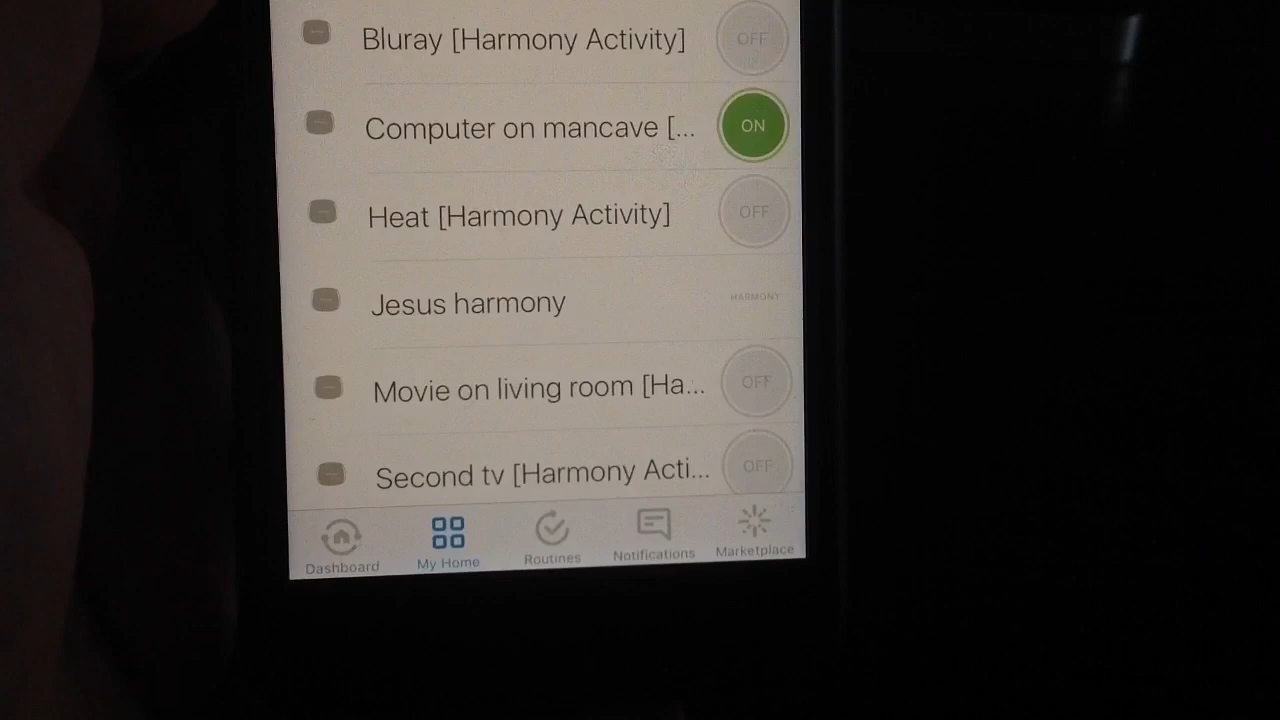 Bluray [Harmony Activity] OFF
Computer on mancave [... ON
Heat [Harmony Activity] OFF
Jesus harmony HARMONY
Movie on living room [Ha... OFF
Second tv [Harmony Acti... OFF
Dashboard My Home Routines Notifications Marketplace